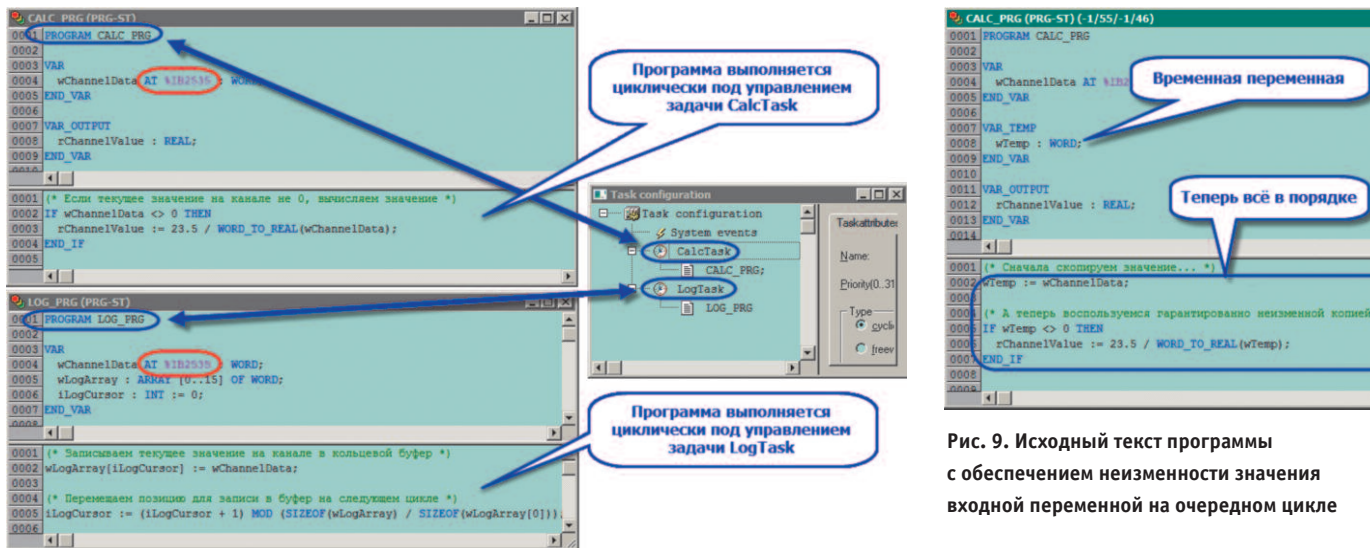 CALC_PRG (PRG-ST)
0001 PROGRAM CALC_PRG
0002
0003 VAR
0004 wChannelData AT %IB2535 : WORD;
0005 END_VAR
0006
0007 VAR_OUTPUT
0008 rChannelValue : REAL;
0009 END_VAR
0010
0001 (* Если текущее значение на канале не 0, вычисляем значение *)
0002 IF wChannelData <> 0 THEN
0003 rChannelValue := 23.5 / WORD_TO_REAL(wChannelData);
0004 END_IF
0005
Программа выполняется
циклически под управлением
задачи CalcTask
LOG_PRG (PRG-ST)
0001 PROGRAM LOG_PRG
0002
0003 VAR
0004 wChannelData AT %IB2535 : WORD;
0005 wLogArray : ARRAY [0..15] OF WORD;
0006 iLogCursor : INT := 0;
0007 END_VAR
0008
0001 (* Записываем текущее значение на канале в кольцевой буфер *)
0002 wLogArray[iLogCursor] := wChannelData;
0003
0004 (* Перемещаем позицию для записи в буфер на следующем цикле *)
0005 iLogCursor := (iLogCursor + 1) MOD (SIZEOF(wLogArray) / SIZEOF(wLogArray[0]));
0006
Task configuration
Task configuration
System events
CalcTask
CALC_PRG;
LogTask
LOG_PRG
Taskattributes
Name:
Priority(0..31
Type
cycli
freew
Программа выполняется
циклически под управлением
задачи LogTask
CALC_PRG (PRG-ST) (-1/55/-1/46)
0001 PROGRAM CALC_PRG
0002
0003 VAR
0004 wChannelData AT %IB2
0005 END_VAR
0006
0007 VAR_TEMP
0008 wTemp : WORD;
0009 END_VAR
0010
0011 VAR_OUTPUT
0012 rChannelValue : REAL;
0013 END_VAR
0014
Временная переменная
Теперь всё в порядке
0001 (* Сначала скопируем значение... *)
0002 wTemp := wChannelData;
0003
0004 (* А теперь воспользуемся гарантированно неизменной копией
0005 IF wTemp <> 0 THEN
0006 rChannelValue := 23.5 / WORD_TO_REAL(wTemp);
0007 END_IF
0008
0009
Рис. 9. Исходный текст программы
с обеспечением неизменности значения
входной переменной на очередном цикле